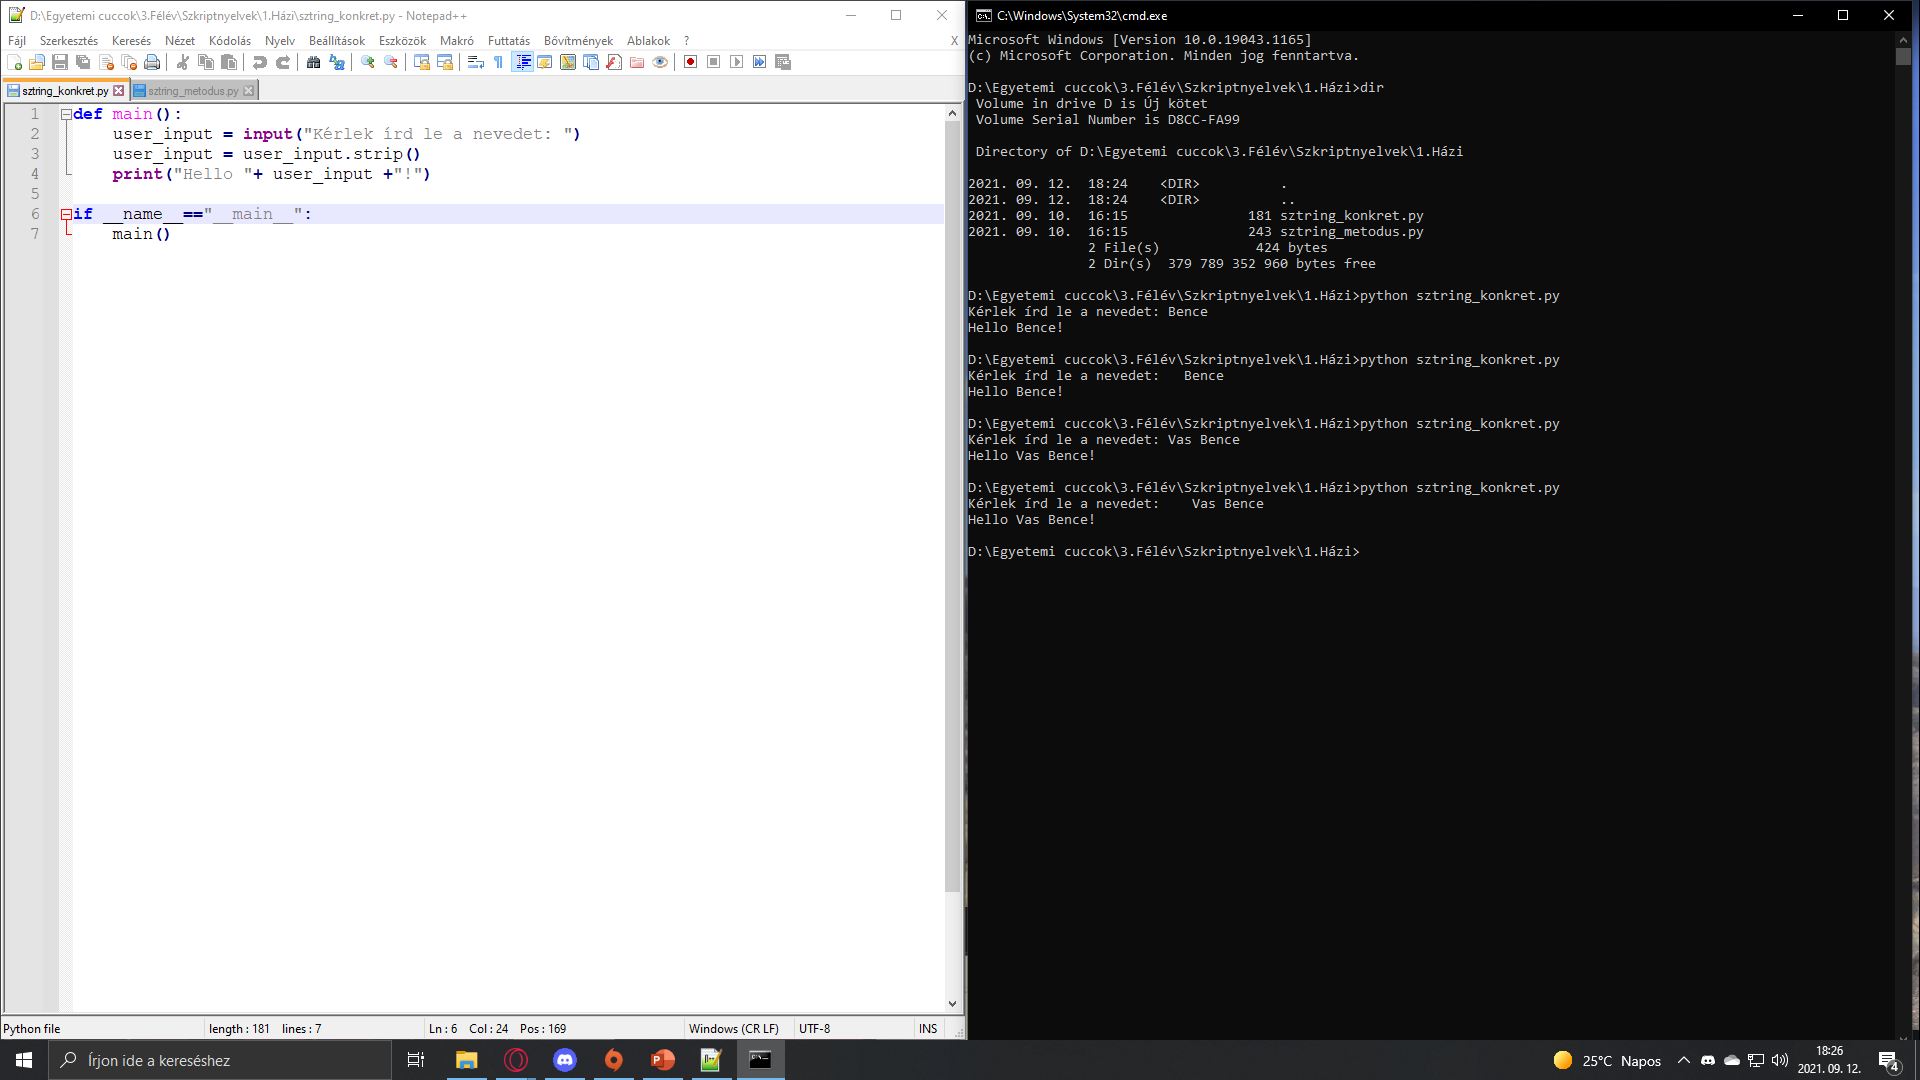 D:\Egyetemi cuccok\3.Félév\Szkriptnyelvek\1.Házi\sztring_konkret.py - Notepad++
Fájl Szerkesztés Keresés Nézet Kódolás Nyelv Beállítások Eszközök Makró Futtatás Bővítmények Ablakok ? X
sztring_konkret.py sztring_metodus.py
1 def main():
2 user_input = input("Kérlek írd le a nevedet: ")
3 user_input = user_input.strip()
4 print("Hello "+ user_input +"!")
5
6 if __name__=="__main__":
7 main()
Python file length : 181 lines : 7 Ln : 6 Col : 24 Pos : 169 Windows (CR LF) UTF-8 INS
C:\Windows\System32\cmd.exe
Microsoft Windows [Version 10.0.19043.1165]
(c) Microsoft Corporation. Minden jog fenntartva.
D:\Egyetemi cuccok\3.Félév\Szkriptnyelvek\1.Házi>dir
Volume in drive D is Új kötet
Volume Serial Number is D8CC-FA99
Directory of D:\Egyetemi cuccok\3.Félév\Szkriptnyelvek\1.Házi
2021. 09. 12. 18:24 <DIR> .
2021. 09. 12. 18:24 <DIR> ..
2021. 09. 10. 16:15 181 sztring_konkret.py
2021. 09. 10. 16:15 243 sztring_metodus.py
2 File(s) 424 bytes
2 Dir(s) 379 789 352 960 bytes free
D:\Egyetemi cuccok\3.Félév\Szkriptnyelvek\1.Házi>python sztring_konkret.py
Kérlek írd le a nevedet: Bence
Hello Bence!
D:\Egyetemi cuccok\3.Félév\Szkriptnyelvek\1.Házi>python sztring_konkret.py
Kérlek írd le a nevedet:   Bence
Hello Bence!
D:\Egyetemi cuccok\3.Félév\Szkriptnyelvek\1.Házi>python sztring_konkret.py
Kérlek írd le a nevedet: Vas Bence
Hello Vas Bence!
D:\Egyetemi cuccok\3.Félév\Szkriptnyelvek\1.Házi>python sztring_konkret.py
Kérlek írd le a nevedet:    Vas Bence
Hello Vas Bence!
D:\Egyetemi cuccok\3.Félév\Szkriptnyelvek\1.Házi>
Írjon ide a kereséshez
25°C Napos
18:26
2021. 09. 12.
4